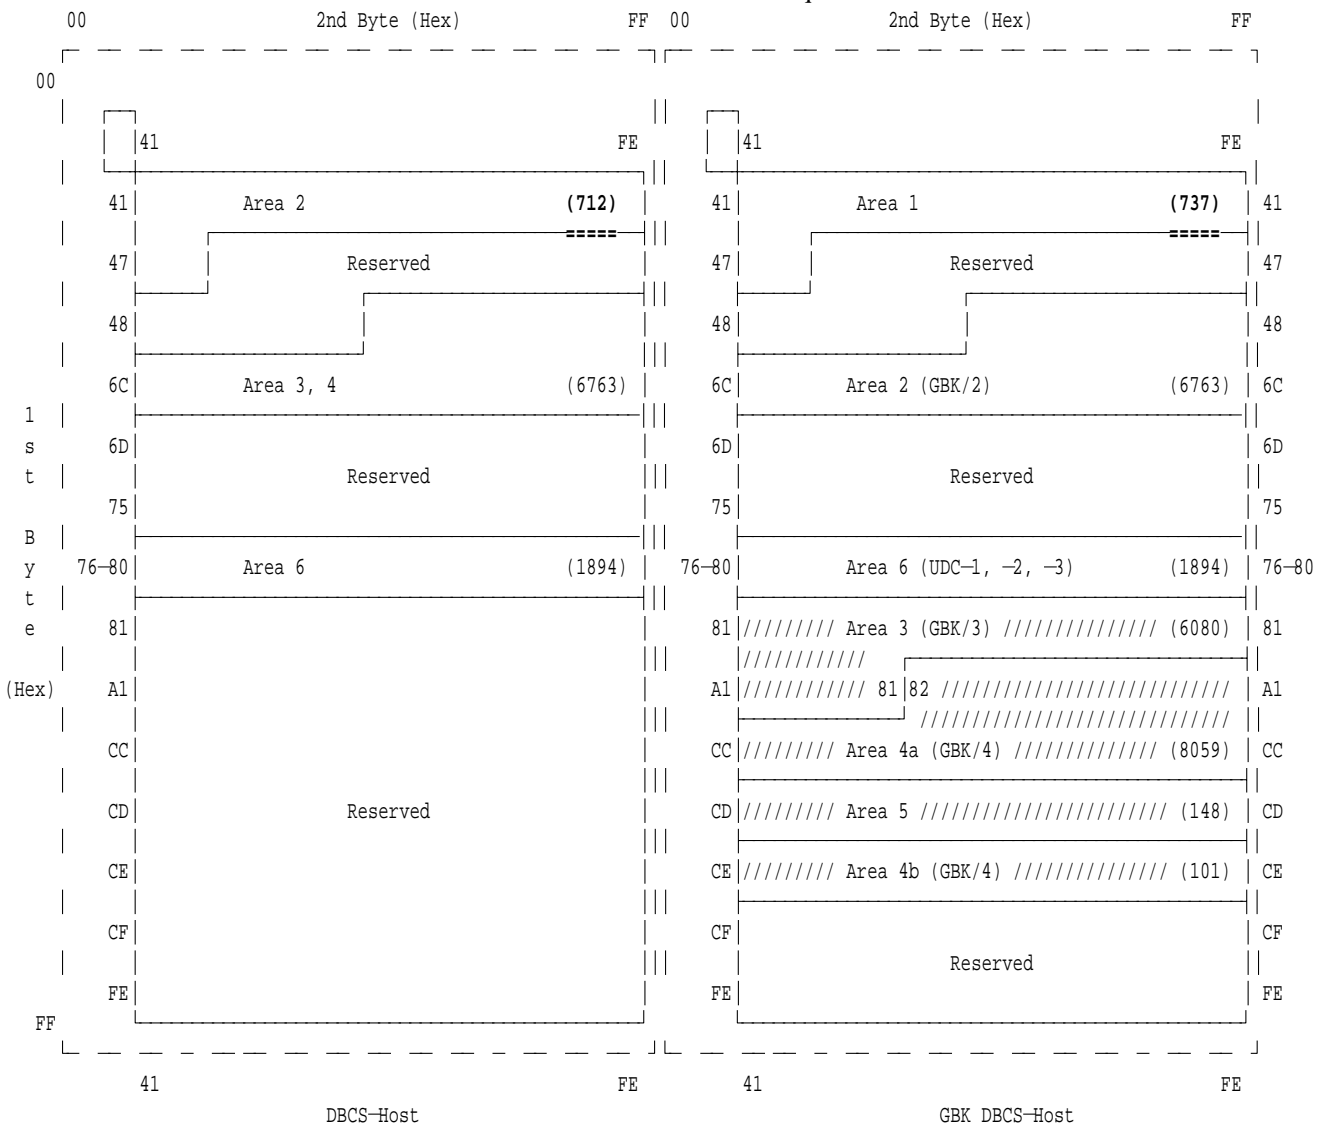 00 2nd Byte (Hex) FF 00 2nd Byte (Hex) FF
00
41 FE 41 FE
41 Area 2 (712) 41 Area 1 (737) 41
=====  =====
47 Reserved 47 Reserved 47
48 48 48
6C Area 3, 4 (6763) 6C Area 2 (GBK/2) (6763) 6C
1
s 6D 6D 6D
t Reserved Reserved
75 75 75
B
y 76—80 Area 6 (1894) 76—80 Area 6 (UDC—1, —2, —3) (1894) 76—80
t
e 81 81 ///////// Area 3 (GBK/3) /////////////// (6080) 81
////////////
(Hex) A1 A1 //////////// 81 82 //////////////////////////// A1
//////////////////////////////
CC CC ///////// Area 4a (GBK/4) ////////////// (8059) CC
CD Reserved CD ///////// Area 5 //////////////////////// (148) CD
CE CE ///////// Area 4b (GBK/4) /////////////// (101) CE
CF CF CF
Reserved
FE FE FE
FF
41 FE 41 FE
DBCS—Host GBK DBCS—Host